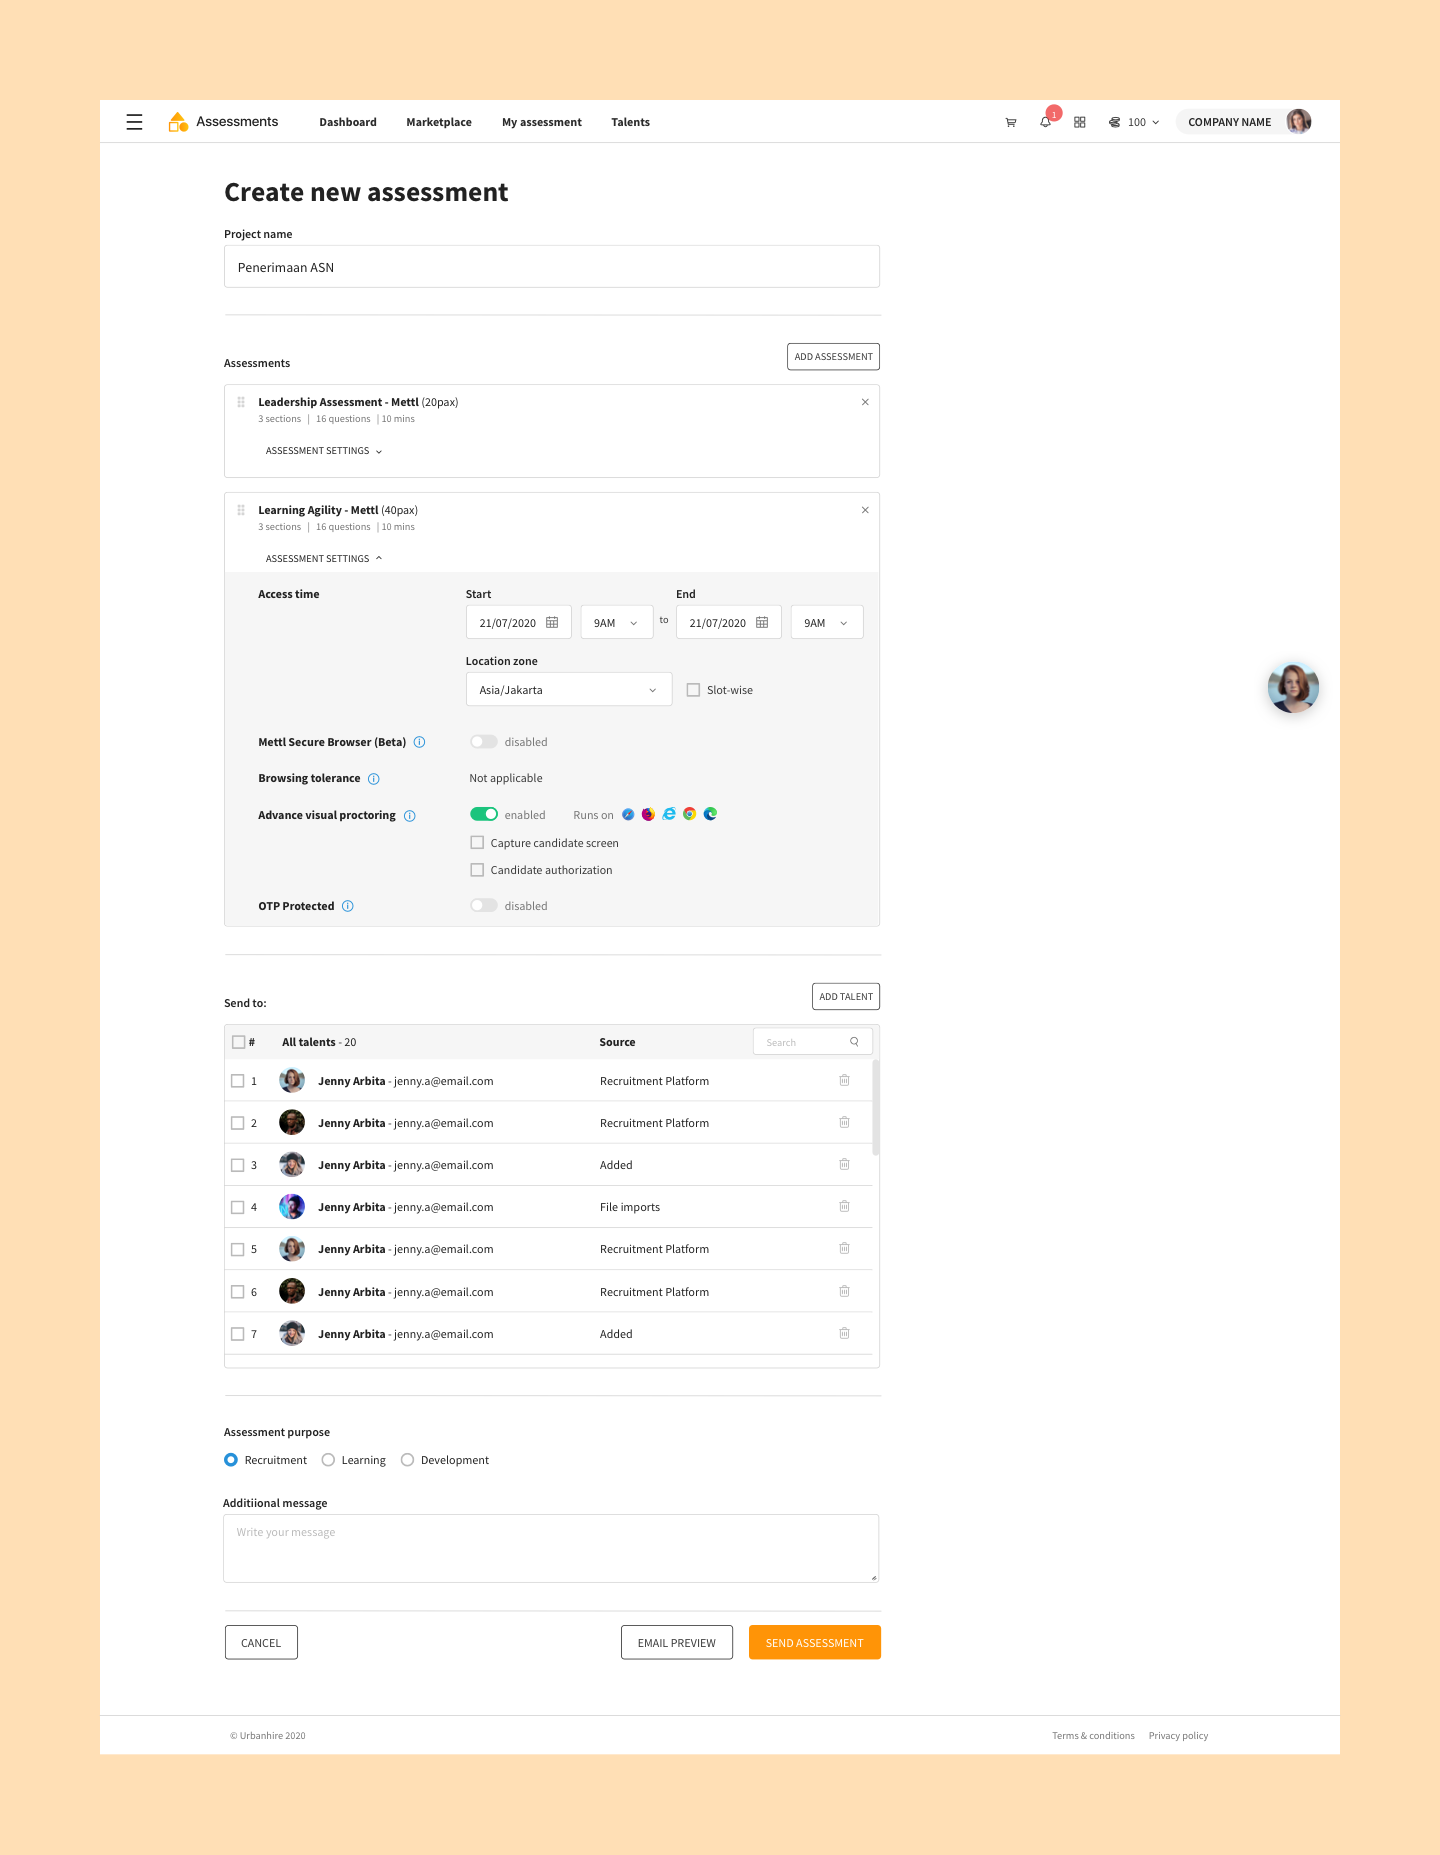 Assessments Dashboard Marketplace My assessment Talents 1 100 COMPANY NAME
Create new assessment
Project name
Penerimaan ASN
Assessments ADD ASSESSMENT
Leadership Assessment - Mettl (20pax)
3 sections | 16 questions | 10 mins
ASSESSMENT SETTINGS
Learning Agility - Mettl (40pax)
3 sections | 16 questions | 10 mins
ASSESSMENT SETTINGS
Access time Start End
21/07/2020 9AM to 21/07/2020 9AM
Location zone
Asia/Jakarta Slot-wise
Mettl Secure Browser (Beta) disabled
Browsing tolerance Not applicable
Advance visual proctoring enabled Runs on
Capture candidate screen
Candidate authorization
OTP Protected disabled
Send to: ADD TALENT
# All talents - 20 Source Search
1 Jenny Arbita - jenny.a@email.com Recruitment Platform
2 Jenny Arbita - jenny.a@email.com Recruitment Platform
3 Jenny Arbita - jenny.a@email.com Added
4 Jenny Arbita - jenny.a@email.com File imports
5 Jenny Arbita - jenny.a@email.com Recruitment Platform
6 Jenny Arbita - jenny.a@email.com Recruitment Platform
7 Jenny Arbita - jenny.a@email.com Added
Assessment purpose
Recruitment Learning Development
Additiional message
Write your message
CANCEL EMAIL PREVIEW SEND ASSESSMENT
© Urbanhire 2020 Terms & conditions Privacy policy